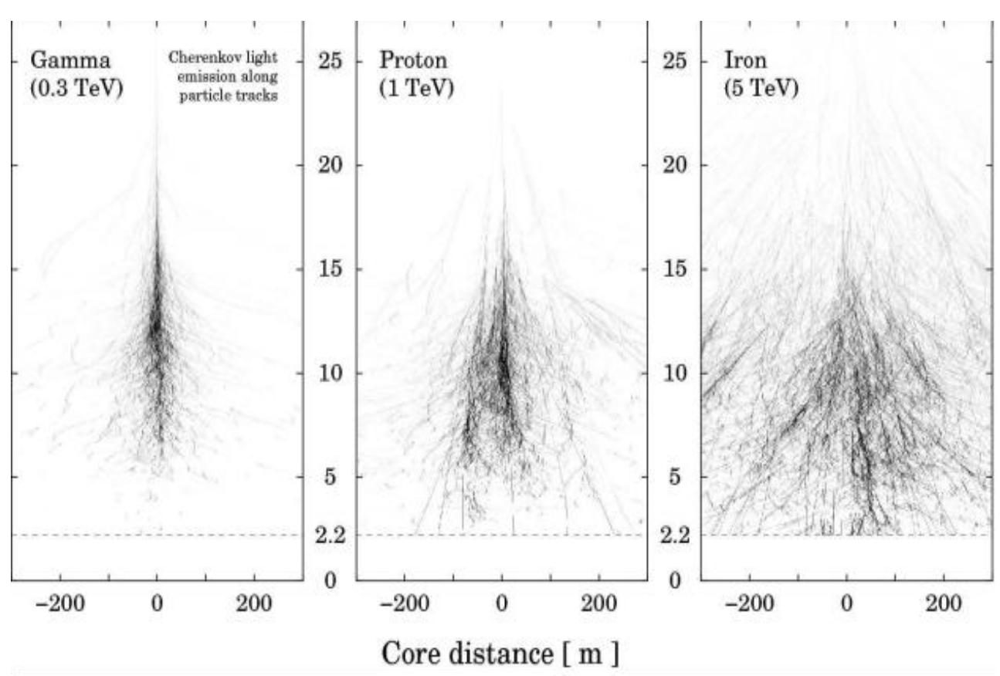 Gamma
(0.3 TeV)
Cherenkov light
emission along
particle tracks
25
20
15
10
5
2.2
0
Proton
(1 TeV)
25
20
15
10
5
2.2
0
Iron
(5 TeV)
−200 0 200
−200 0 200
−200 0 200
Core distance [ m ]